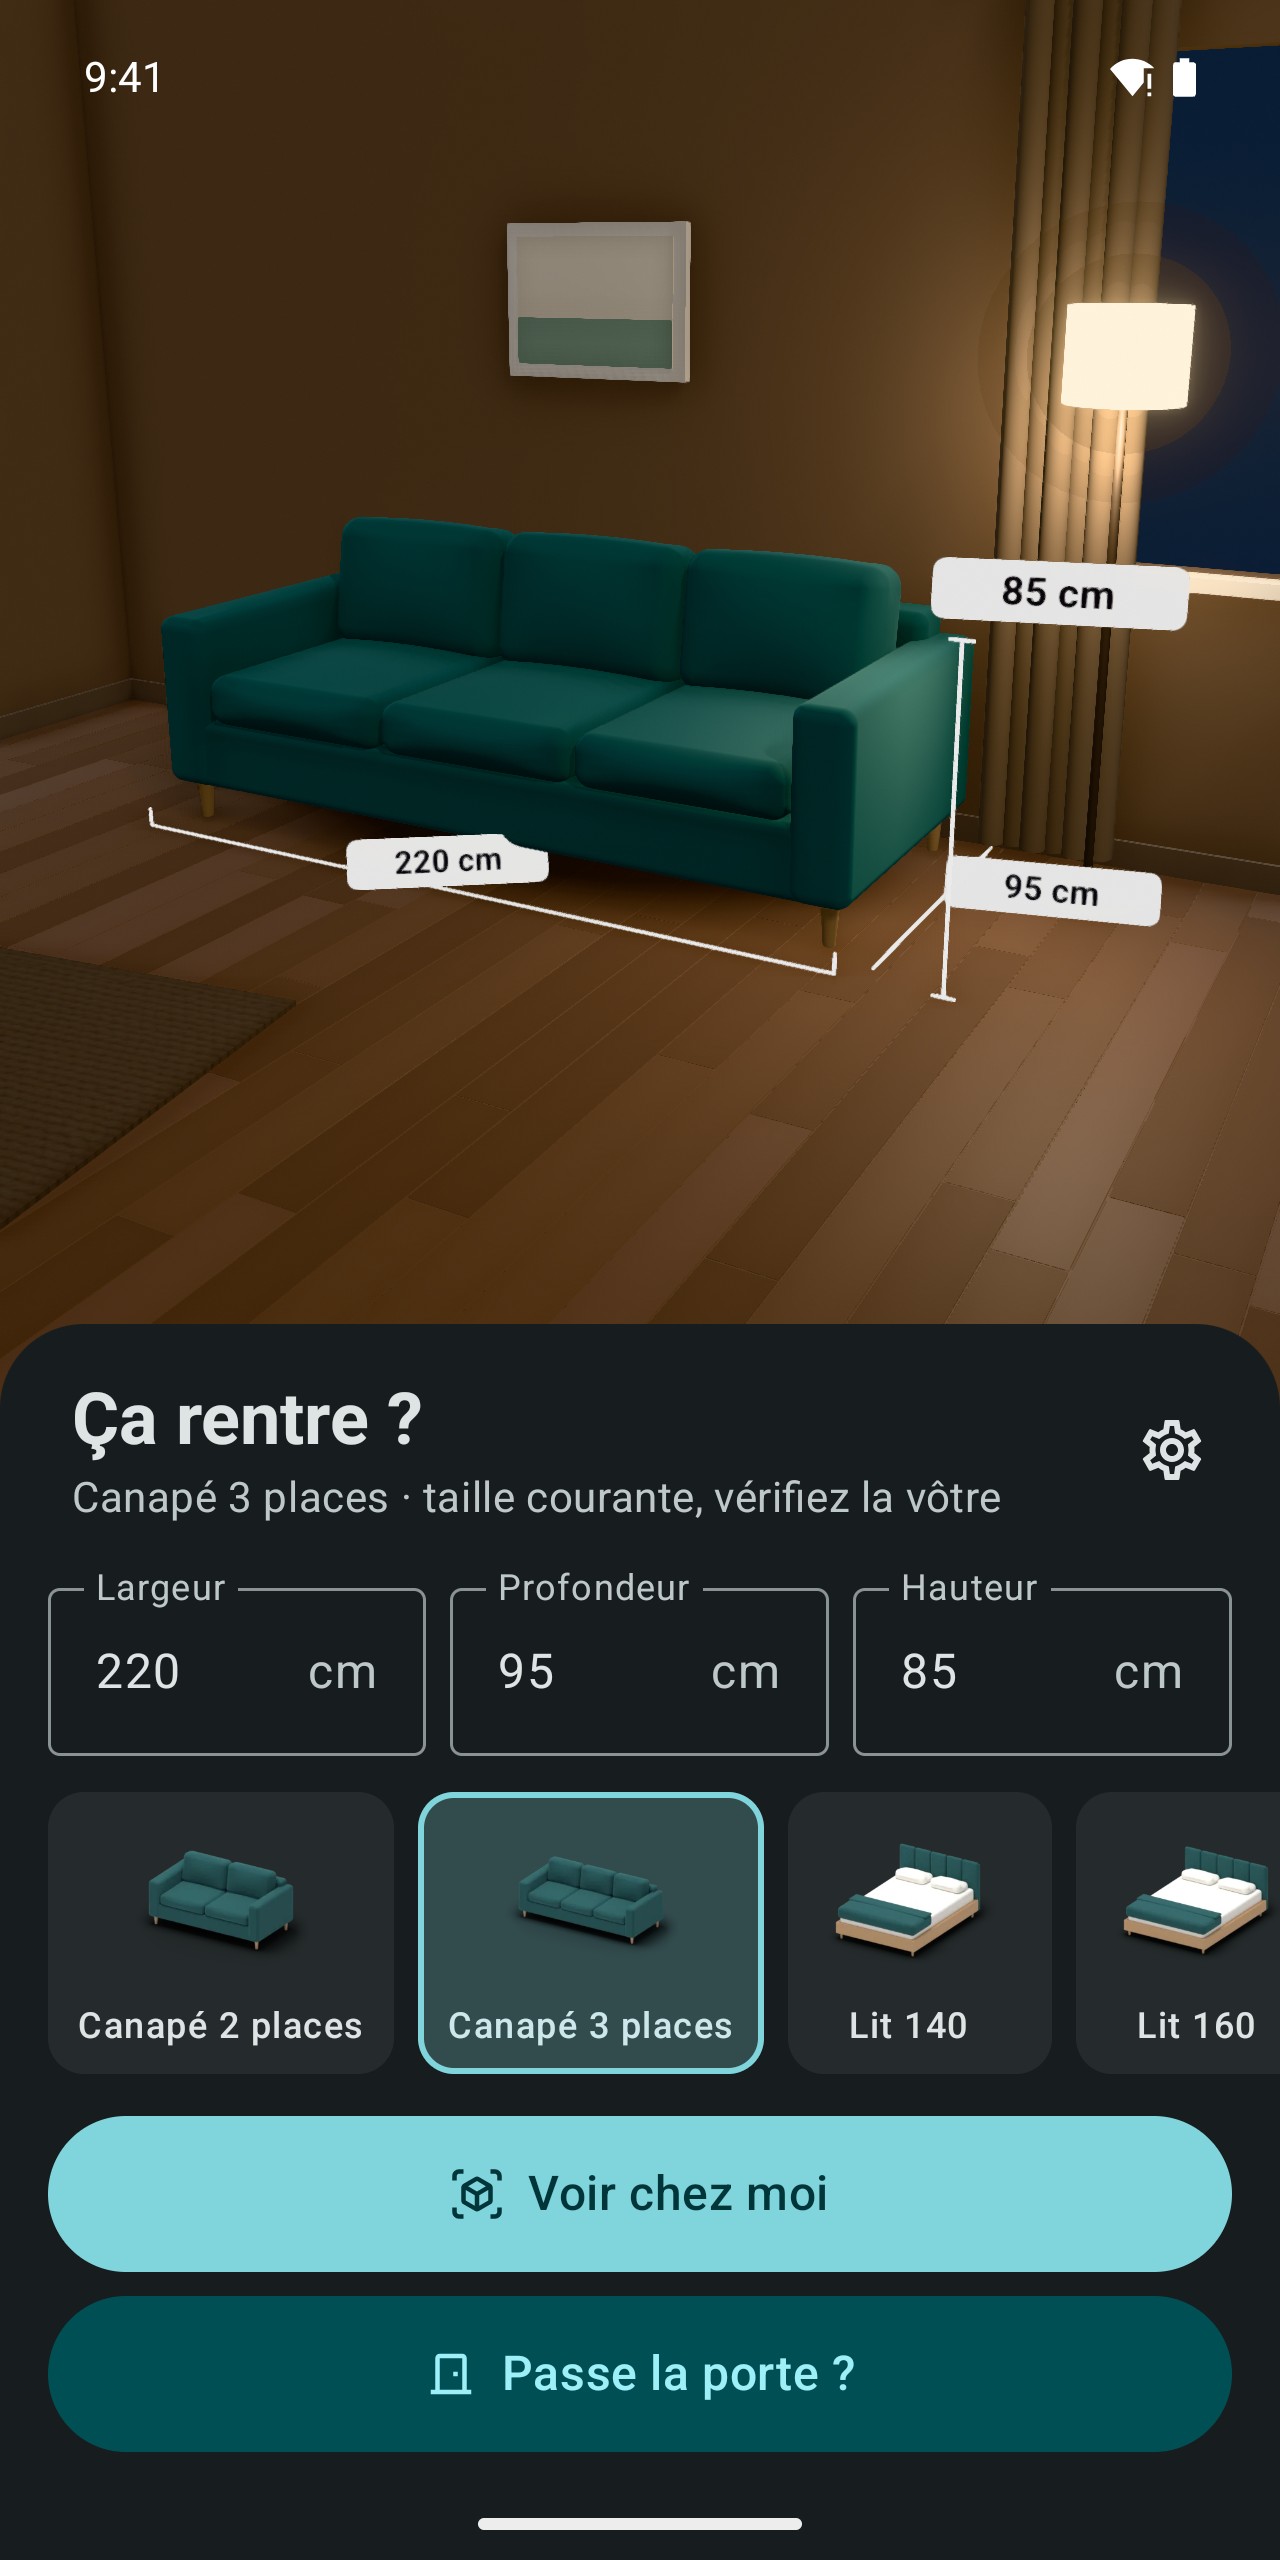 9:41
85 cm
220 cm
95 cm
Ça rentre ?
Canapé 3 places · taille courante, vérifiez la vôtre
Largeur
Profondeur
Hauteur
220 cm
95 cm
85 cm
Canapé 2 places
Canapé 3 places
Lit 140
Lit 160
Voir chez moi
Passe la porte ?